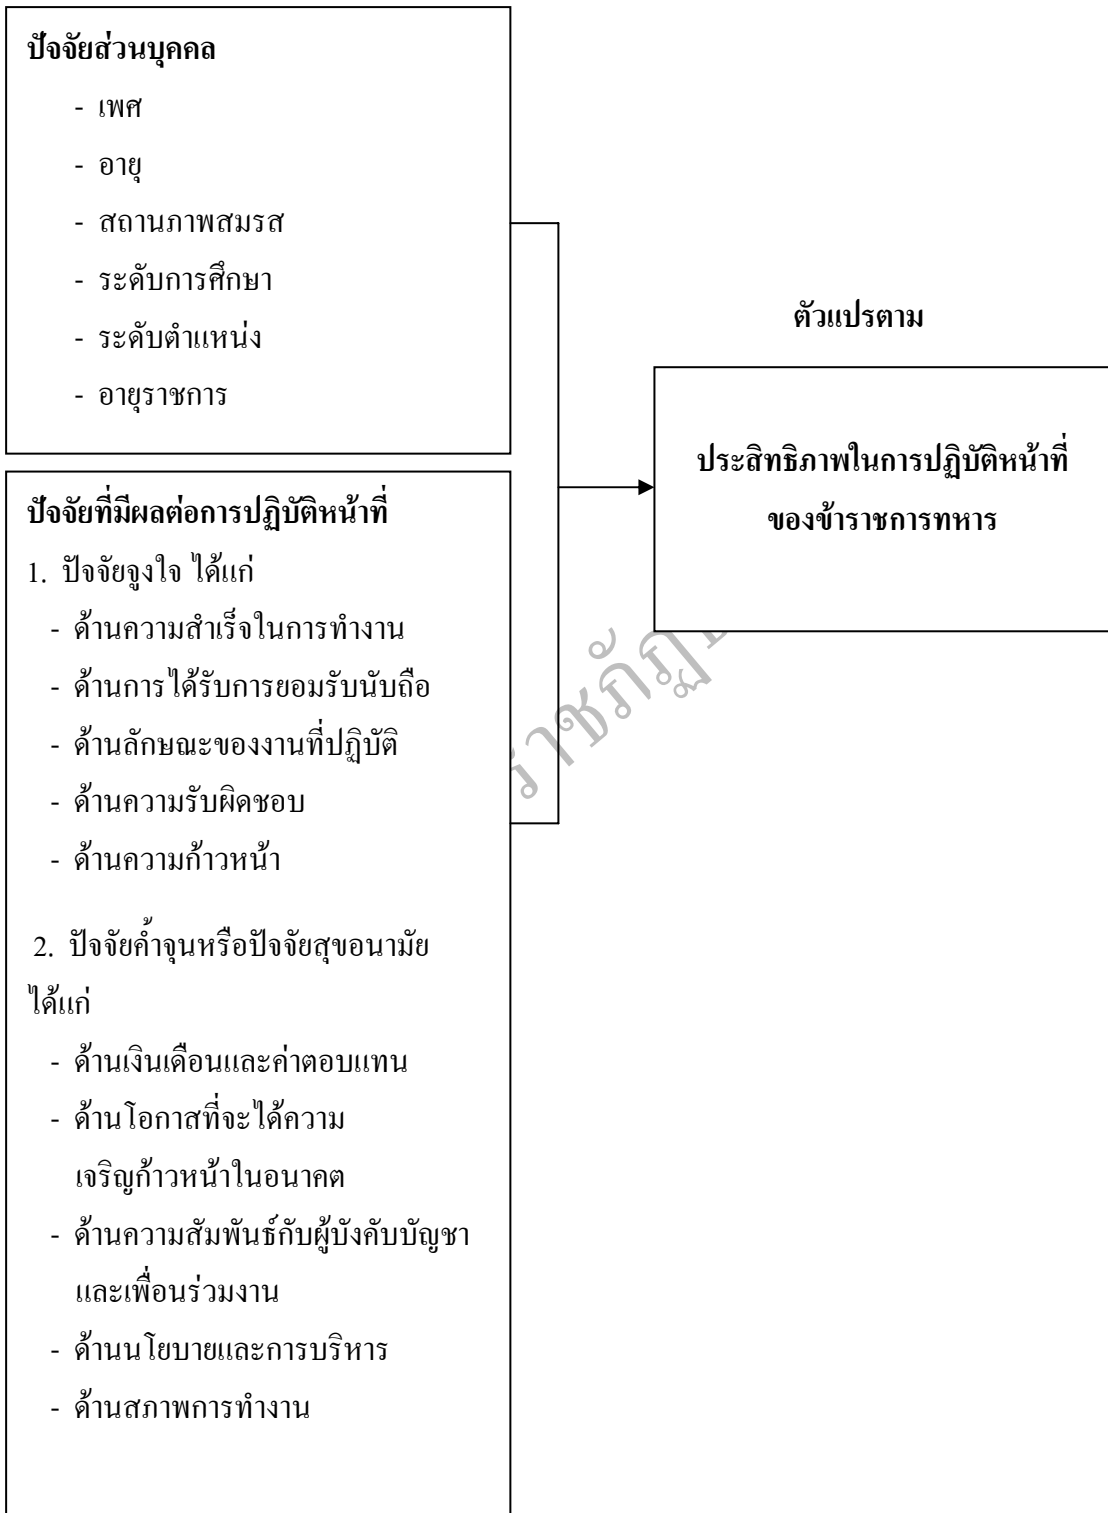 ปัจจัยส่วนบุคคล
- เพศ
- อายุ
- สถานภาพสมรส
- ระดับการศึกษา
- ระดับตำแหน่ง
- อายุราชการ
ปัจจัยที่มีผลต่อการปฏิบัติหน้าที่
1. ปัจจัยจูงใจ ได้แก่
- ด้านความสำเร็จในการทำงาน
- ด้านการได้รับการยอมรับนับถือ
- ด้านลักษณะของงานที่ปฏิบัติ
- ด้านความรับผิดชอบ
- ด้านความก้าวหน้า
2. ปัจจัยค้ำจุนหรือปัจจัยสุขอนามัย
ได้แก่
- ด้านเงินเดือนและค่าตอบแทน
- ด้านโอกาสที่จะได้ความ
เจริญก้าวหน้าในอนาคต
- ด้านความสัมพันธ์กับผู้บังคับบัญชา
และเพื่อนร่วมงาน
- ด้านนโยบายและการบริหาร
- ด้านสภาพการทำงาน
ตัวแปรตาม
ประสิทธิภาพในการปฏิบัติหน้าที่
ของข้าราชการทหาร
ราชภัฏ